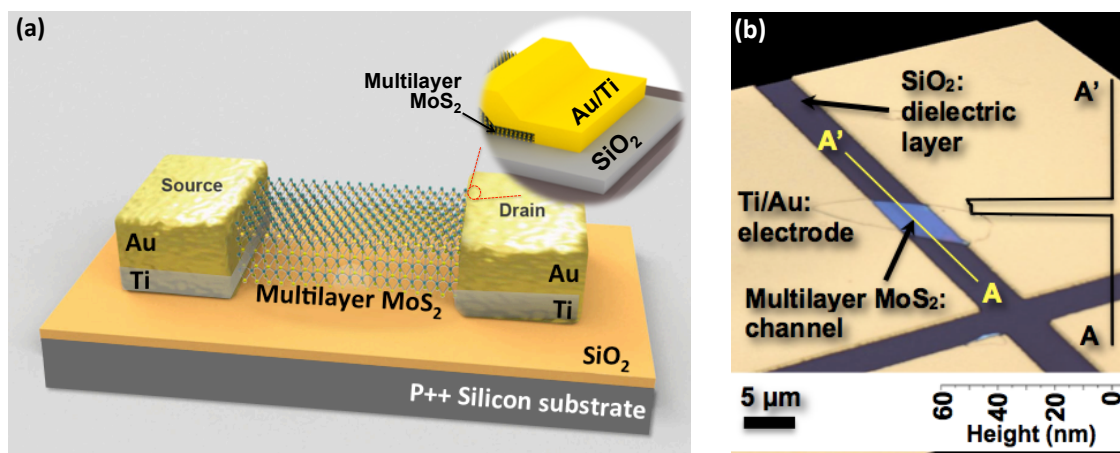 (a)
Multilayer
MoS₂
Au/Ti
SiO₂
Source
Drain
Au
Ti
Au
Ti
Multilayer MoS₂
SiO₂
P++ Silicon substrate
(b)
SiO₂:
dielectric
layer
A'
A'
Ti/Au:
electrode
Multilayer MoS₂:
channel
A
A
5 µm
60
40
20
0
Height (nm)